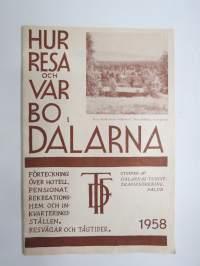 HUR
RESA OCH
VAR
BO I
DALARNA
FÖRTECKNING
ÖVER HOTELL,
PENSIONAT,
REKREATIONS-
HEM OCH IN-
KVARTERINGS-
STÄLLEN.
RESVÄGAR OCH TÅGTIDER.
TDF
UTGIVEN AV
DALARNAS TURIST-
TRAFIKFÖRENING,
FALUN.
1958